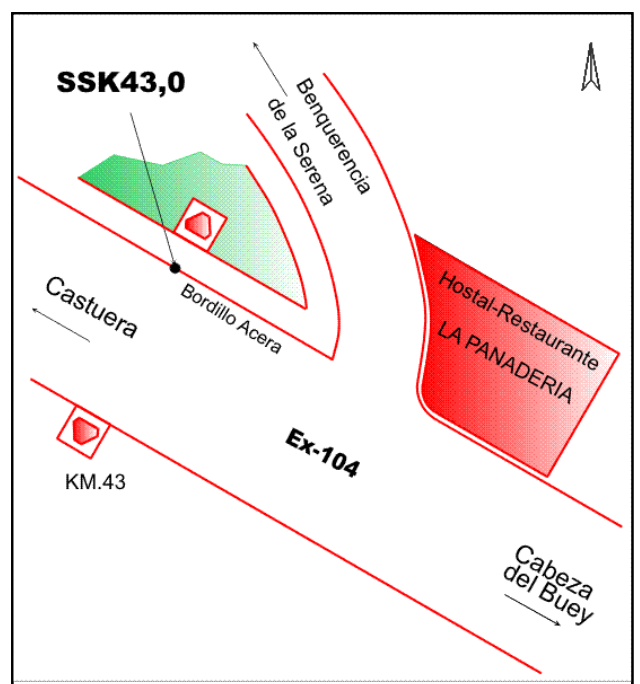 SSK43,0
Benquerencia
de la Serena
Castuera
Bordillo Acera
Hostal-Restaurante
LA PANADERIA
Ex-104
KM.43
Cabeza
del Buey